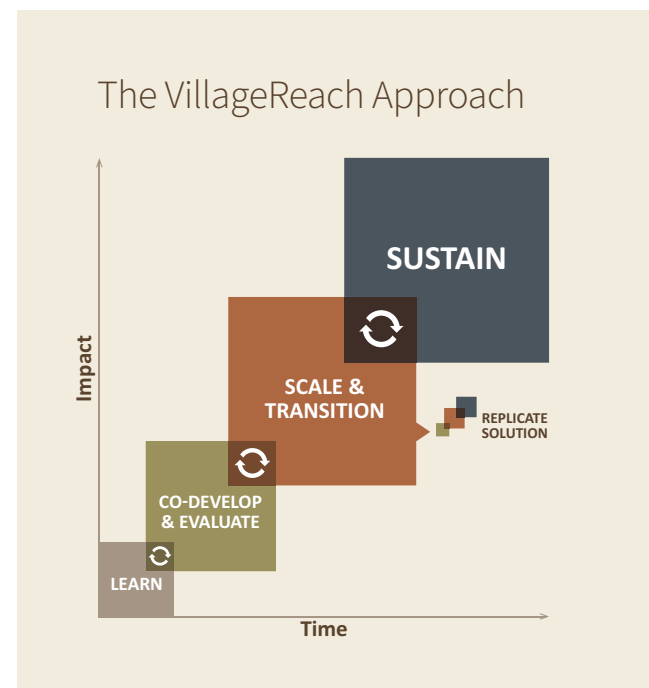 The VillageReach Approach
Impact
SUSTAIN
SCALE &
TRANSITION
REPLICATE
SOLUTION
CO-DEVELOP
& EVALUATE
LEARN
Time